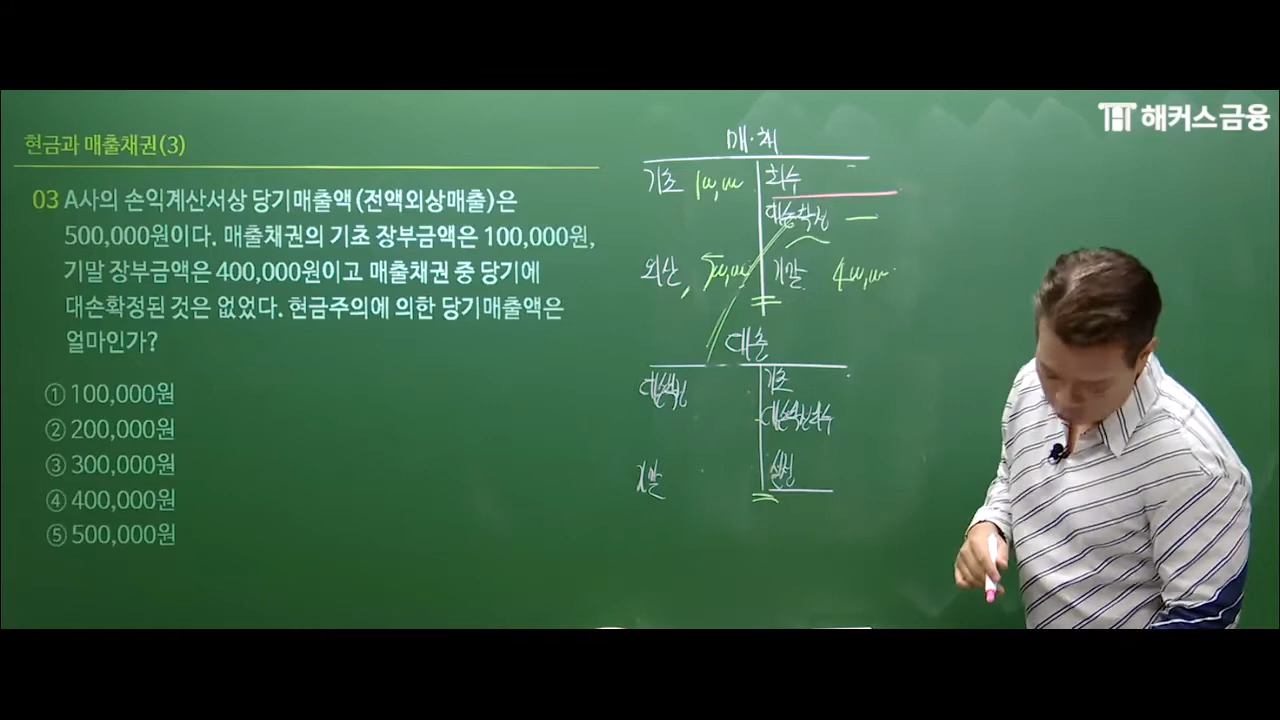 해커스금융
현금과 매출채권(3)
03 A사의 손익계산서상 당기매출액(전액외상매출)은
500,000원이다. 매출채권의 기초 장부금액은 100,000원,
기말 장부금액은 400,000원이고 매출채권 중 당기에
대손확정된 것은 없었다. 현금주의에 의한 당기매출액은
얼마인가?
① 100,000원
② 200,000원
③ 300,000원
④ 400,000원
⑤ 500,000원
매·채
기초
회수
대손확정
외산
기말
대손
대손확정
기초
기말
설정